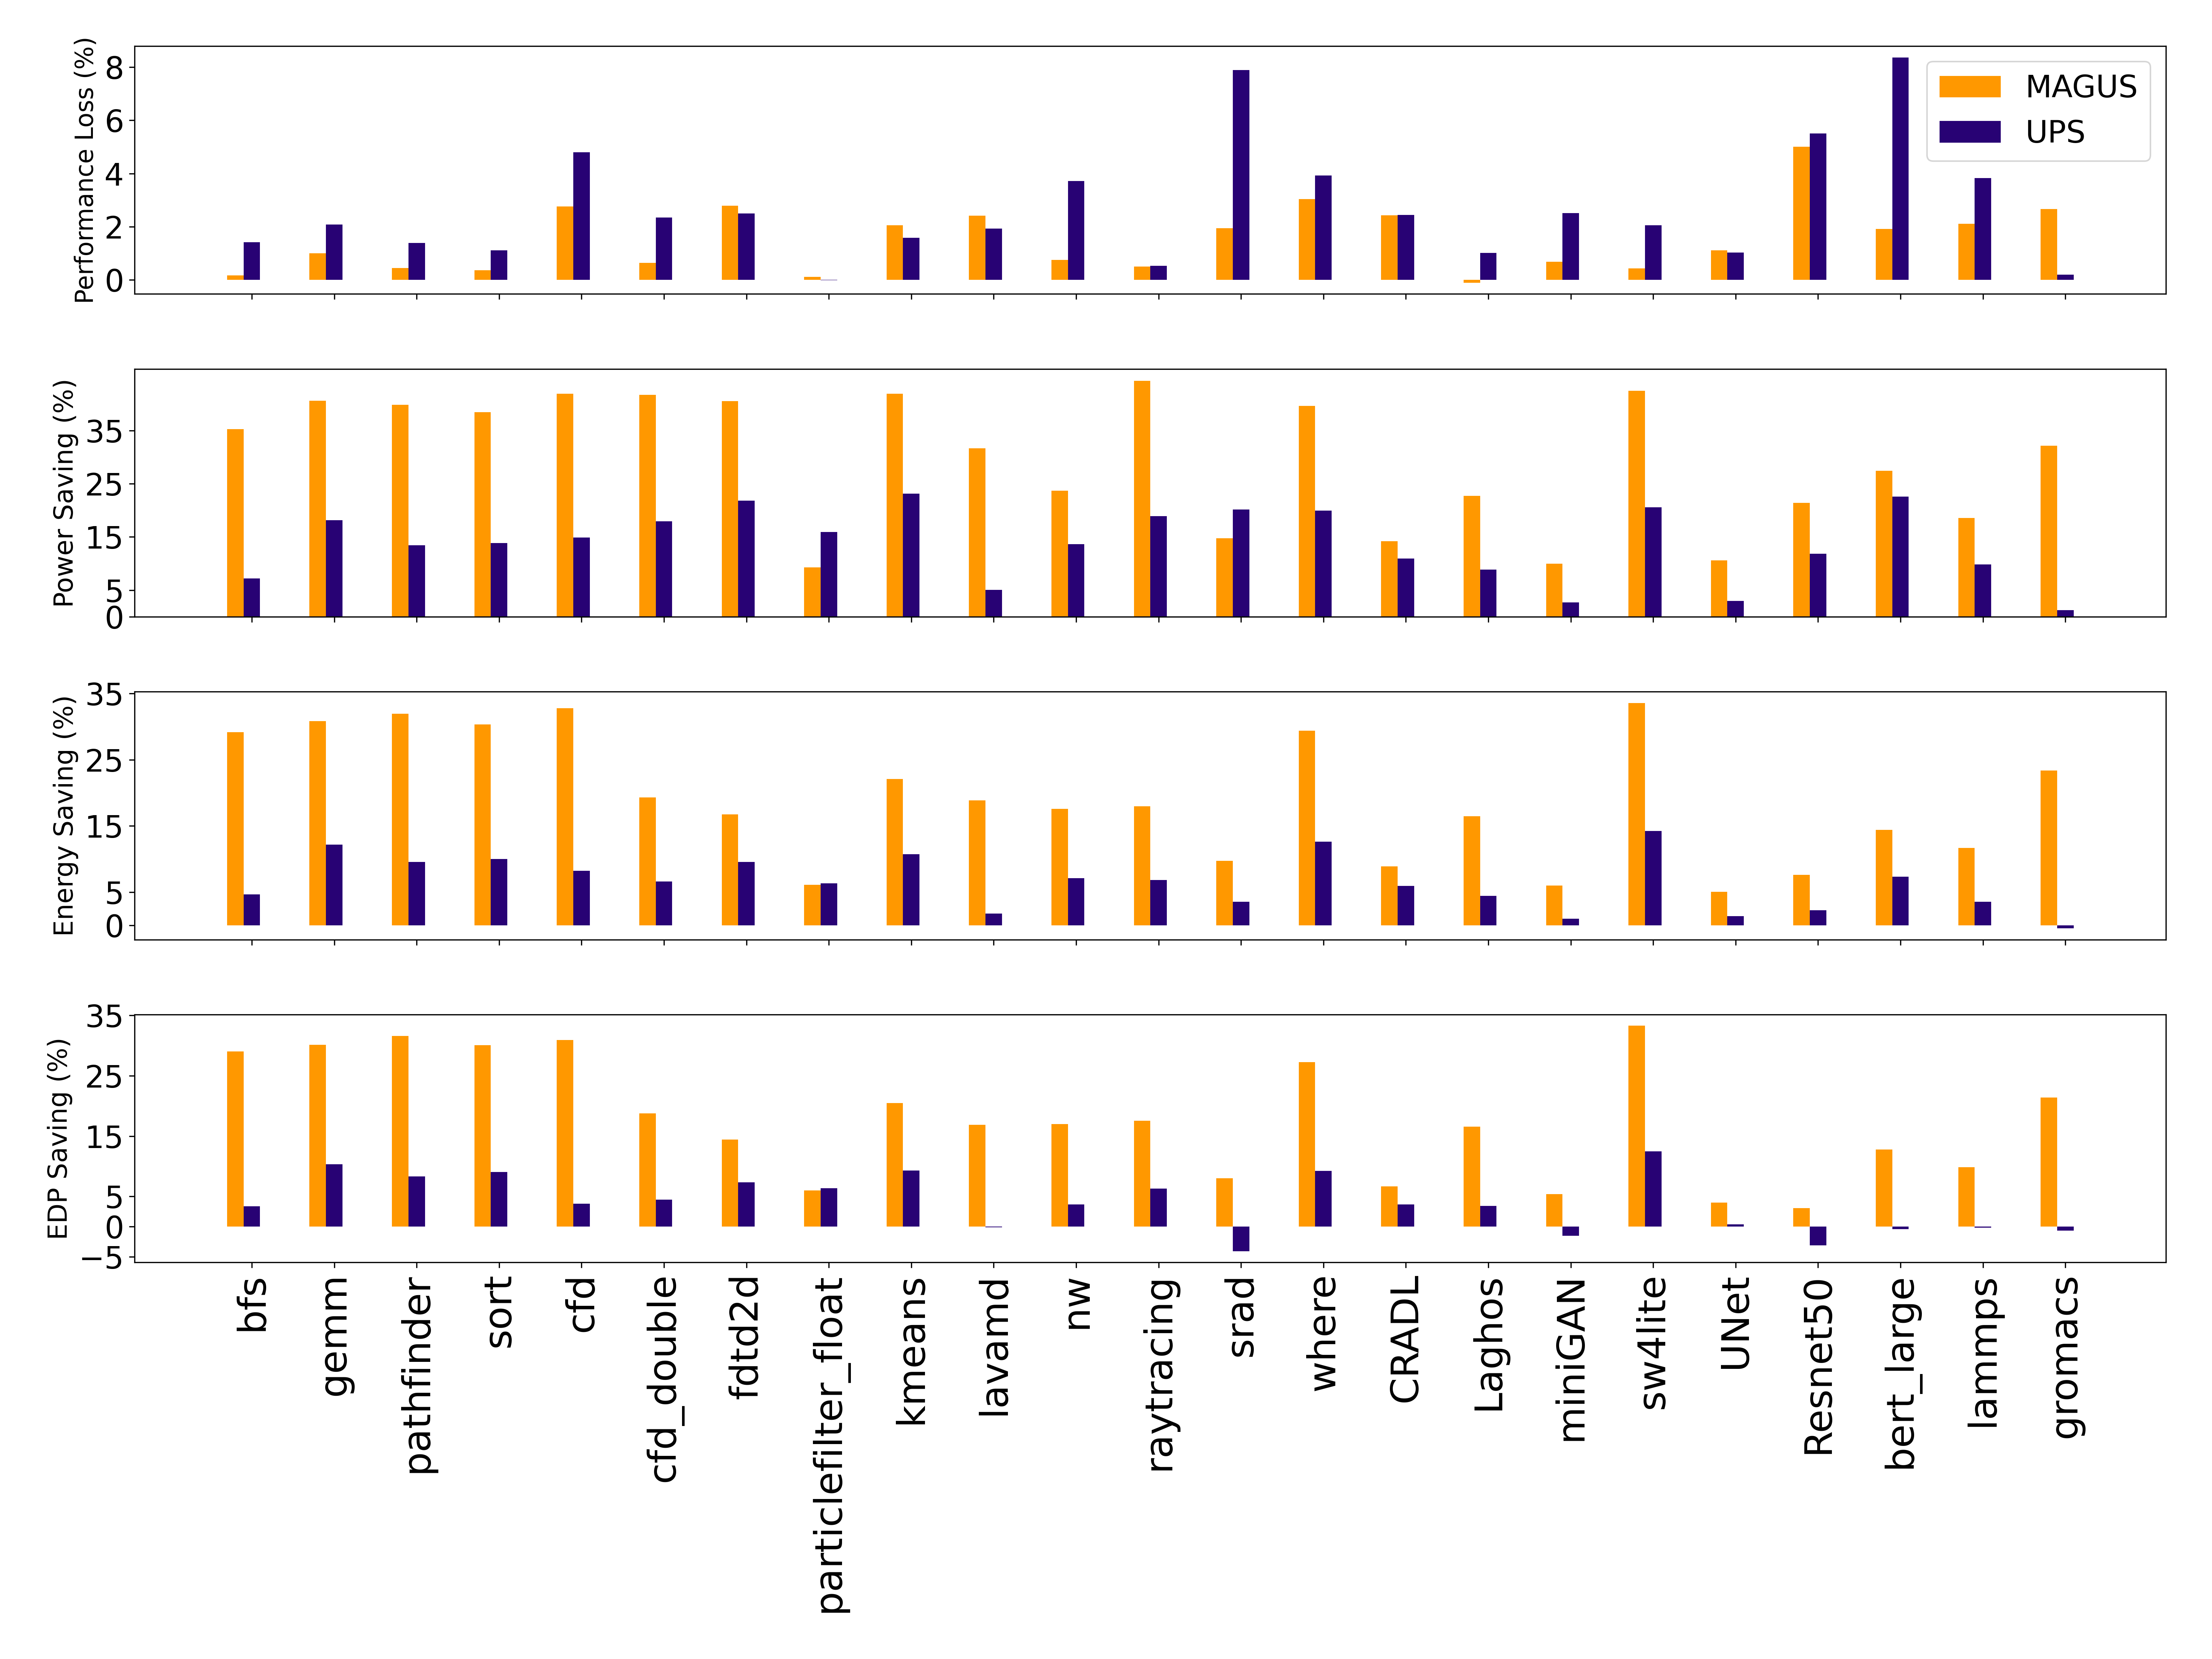 Performance Loss (%)
8
6
4
2
0
MAGUS
UPS
Power Saving (%)
35
25
15
5
0
Energy Saving (%)
35
25
15
5
0
EDP Saving (%)
35
25
15
5
0
−5
bfs
gemm
pathfinder
sort
cfd
cfd_double
fdtd2d
particlefilter_float
kmeans
lavamd
nw
raytracing
srad
where
CRADL
Laghos
miniGAN
sw4lite
UNet
Resnet50
bert_large
lammps
gromacs